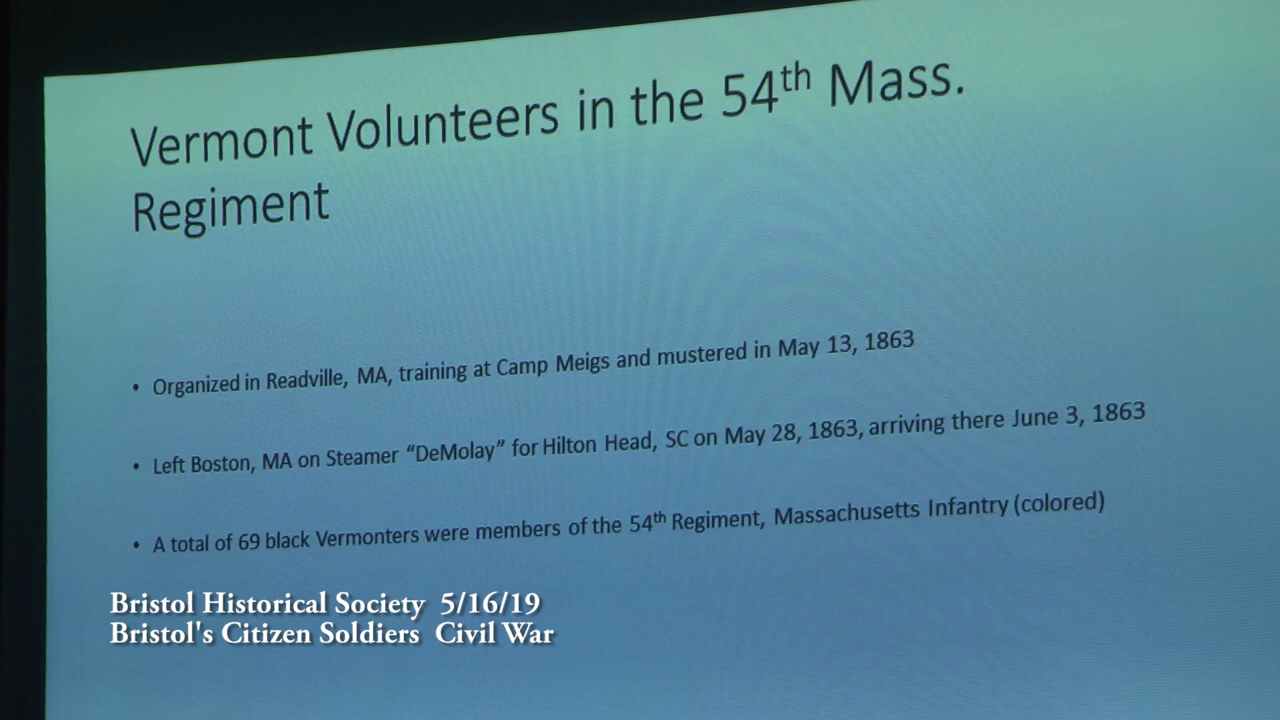 Vermont Volunteers in the 54th Mass.
Regiment
• Organized in Readville, MA, training at Camp Meigs and mustered in May 13, 1863
• Left Boston, MA on Steamer “DeMolay” for Hilton Head, SC on May 28, 1863, arriving there June 3, 1863
• A total of 69 black Vermonters were members of the 54th Regiment, Massachusetts Infantry (colored)
Bristol Historical Society 5/16/19
Bristol's Citizen Soldiers Civil War